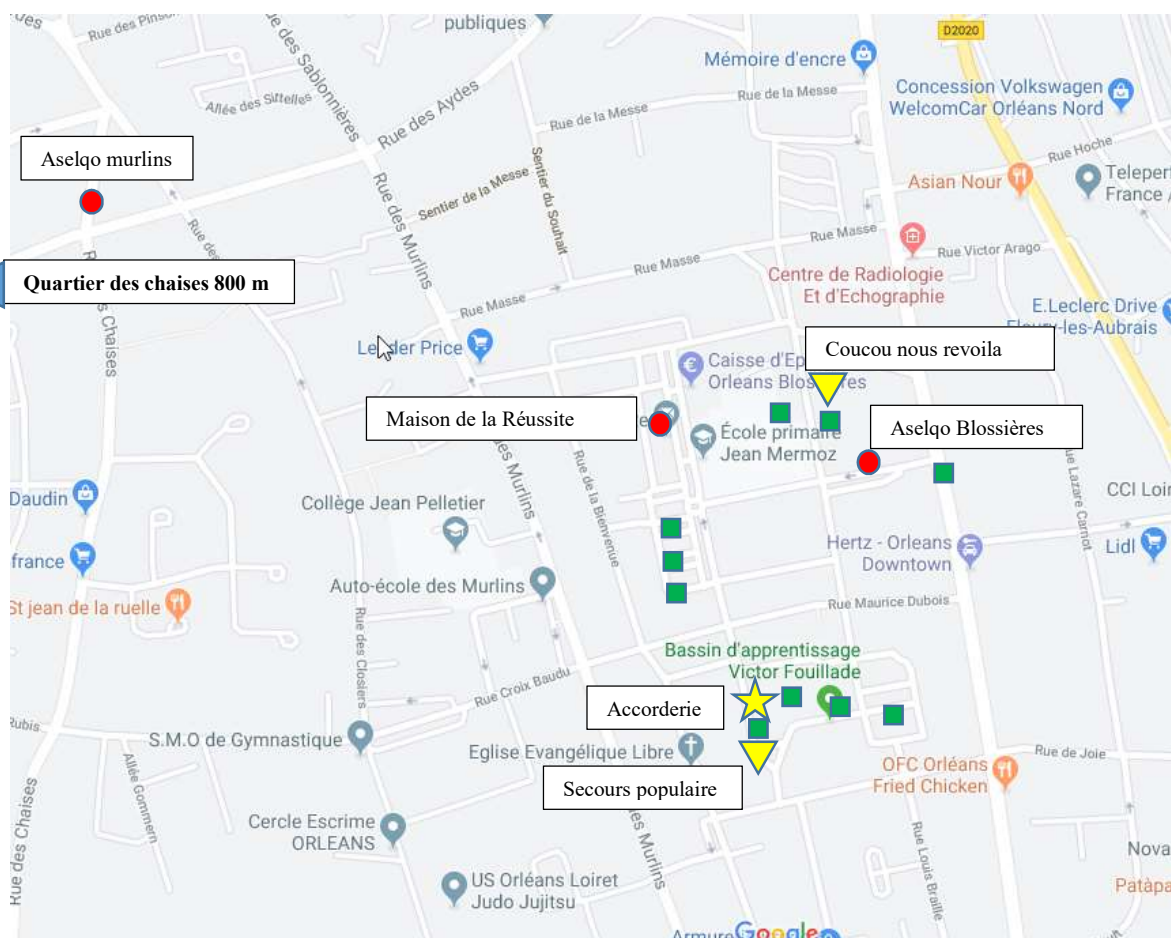 publiques
Rue des Pinson
D2020
Rue des Sablonnières
Mémoire d'encre
Concession Volkswagen
WelcomCar Orléans Nord
Allée des Siftelles
Rue des Aydes
Rue de la Messe
Rue de la Messe
Rue Hoche
Aselqo murlins
Sentier de la Messe
Sentier du Souhait
Rue des Murlins
Asian Nour
France
Rue Masse
Rue Victor Arago
Rue Masse
Centre de Radiologie
Et d'Echographie
Quartier des chaises 800 m
Rue Masse
E.Leclerc Drive
Fleury-les-Aubrais
Chaises
Leader Price
Coucou nous revoila
Caisse d'Ep
Orleans Blossières
Maison de la Réussite
École primaire
Jean Mermoz
Aselqo Blossières
Rue des Murlins
Rue de la Bienvenue
Rue Lazare Carnot
Daudin
Collège Jean Pelletier
CCI Loir
Hertz - Orleans
Downtown
Lidl
france
Auto-école des Murlins
St jean de la ruelle
Rue Maurice Dubois
Rue des Closiers
Bassin d'apprentissage
Victor Fouillade
Rue Croix Baudu
Accorderie
Rubis
S.M.O de Gymnastique
Eglise Evangélique Libre
Rue de Joie
OFC Orléans
Fried Chicken
Secours populaire
Allée Gommern
Rue des Chaises
Cercle Escrime
ORLEANS
des Murlins
Rue Louis Braille
Nova
US Orléans Loiret
Judo Jujitsu
Patàpa
Google